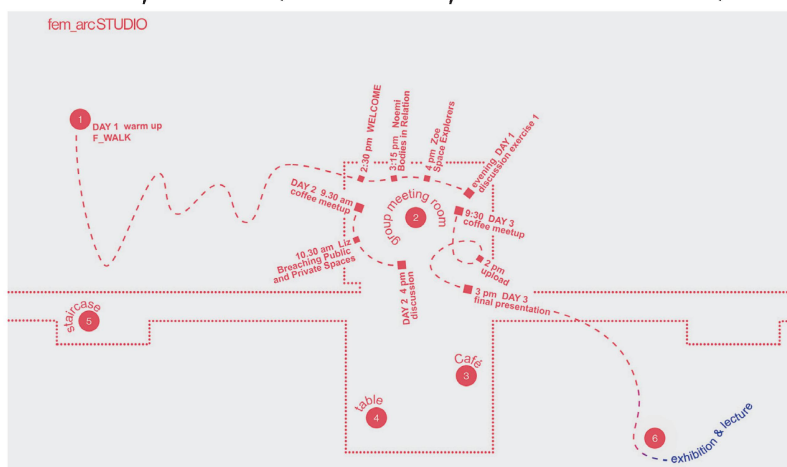 fem_arcSTUDIO
1
DAY 1 warm up
F_WALK
2:30 pm WELCOME
3:15 pm Noemi
Bodies in Relation
4 pm Zoe
Space Explorers
evening DAY 1
discussion exercise 1
DAY 2 9.30 am
coffee meetup
group meeting room
2
9:30 DAY 3
coffee meetup
10.30 am Liz
Breaching Public
and Private Spaces
DAY 2 4 pm
discussion
2 pm
upload
3 pm DAY 3
final presentation
staircase
5
Café
3
table
4
6
exhibition & lecture